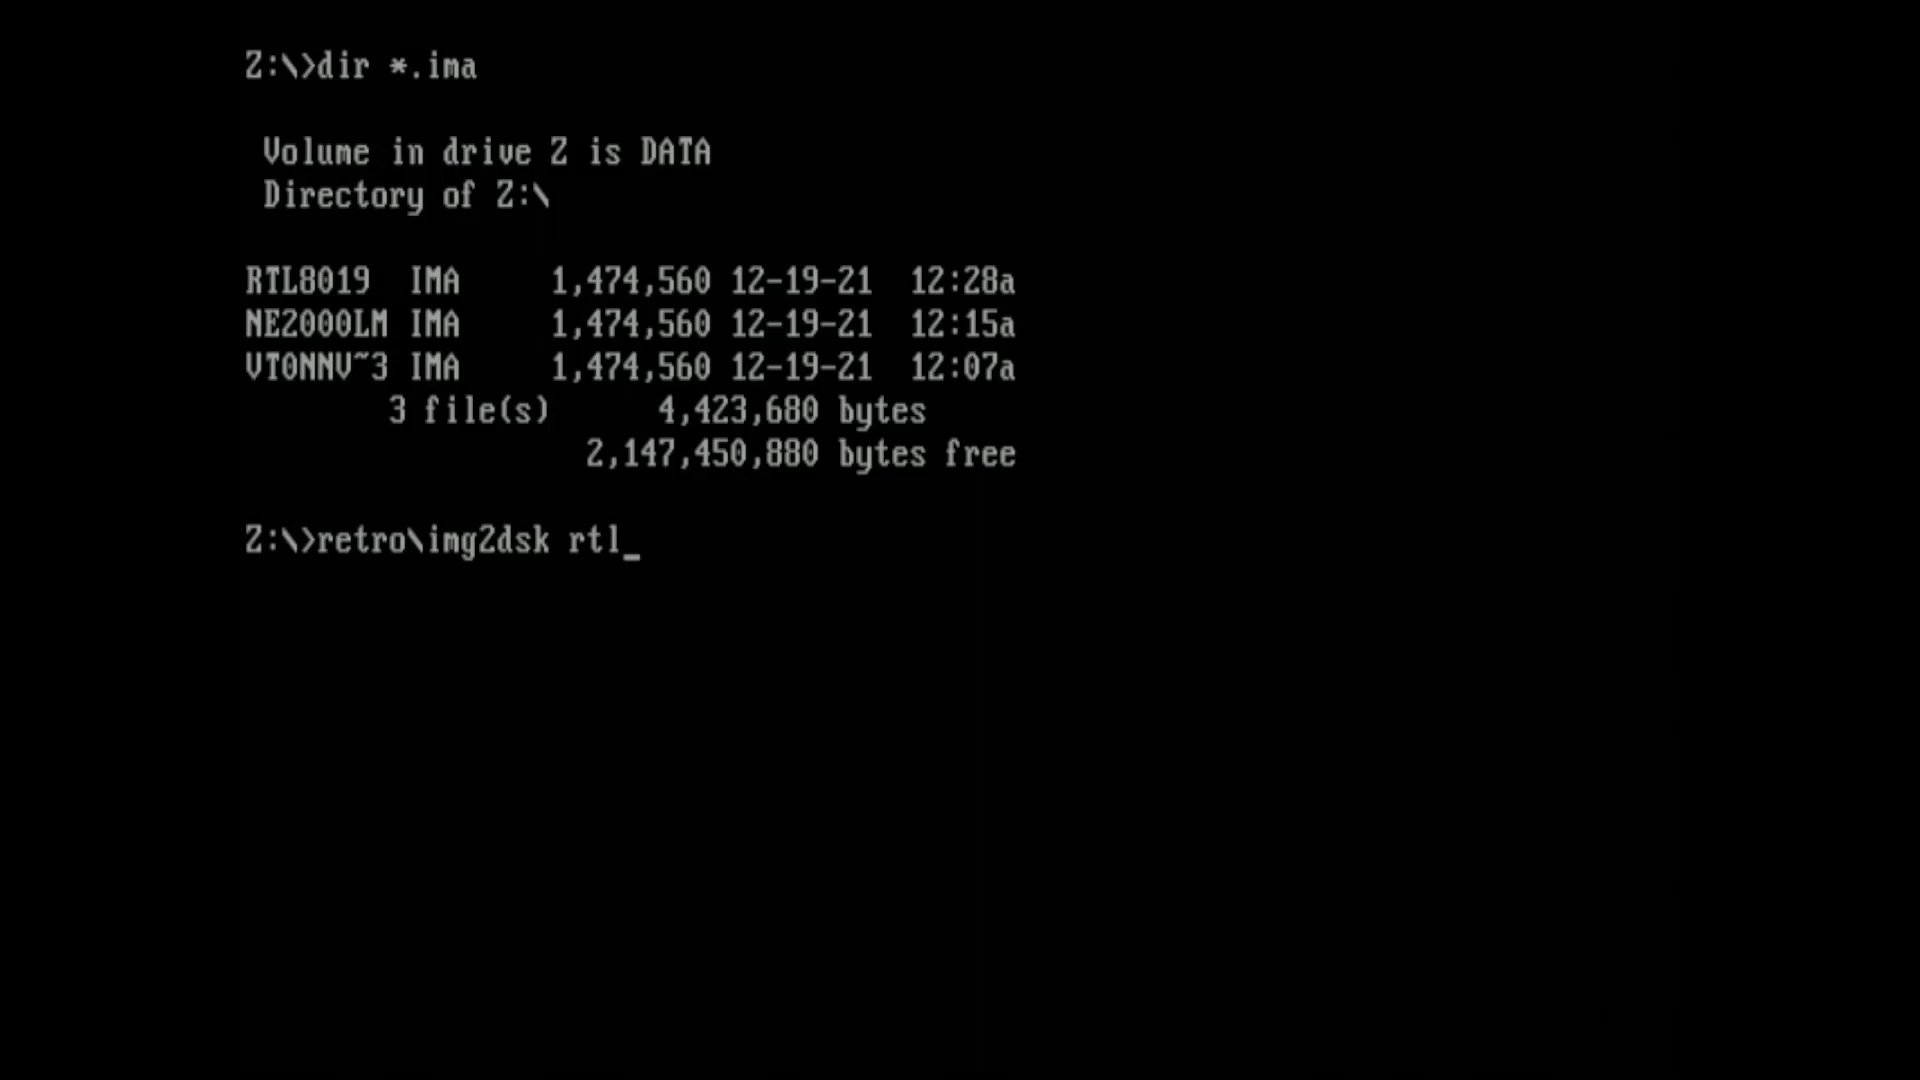 Z:\>dir *.ima
Volume in drive Z is DATA
Directory of Z:\
RTL8019  IMA     1,474,560 12-19-21  12:28a
NE2000LM IMA     1,474,560 12-19-21  12:15a
VT0NNV~3 IMA     1,474,560 12-19-21  12:07a
3 file(s)      4,423,680 bytes
2,147,450,880 bytes free
Z:\>retro\img2dsk rtl_